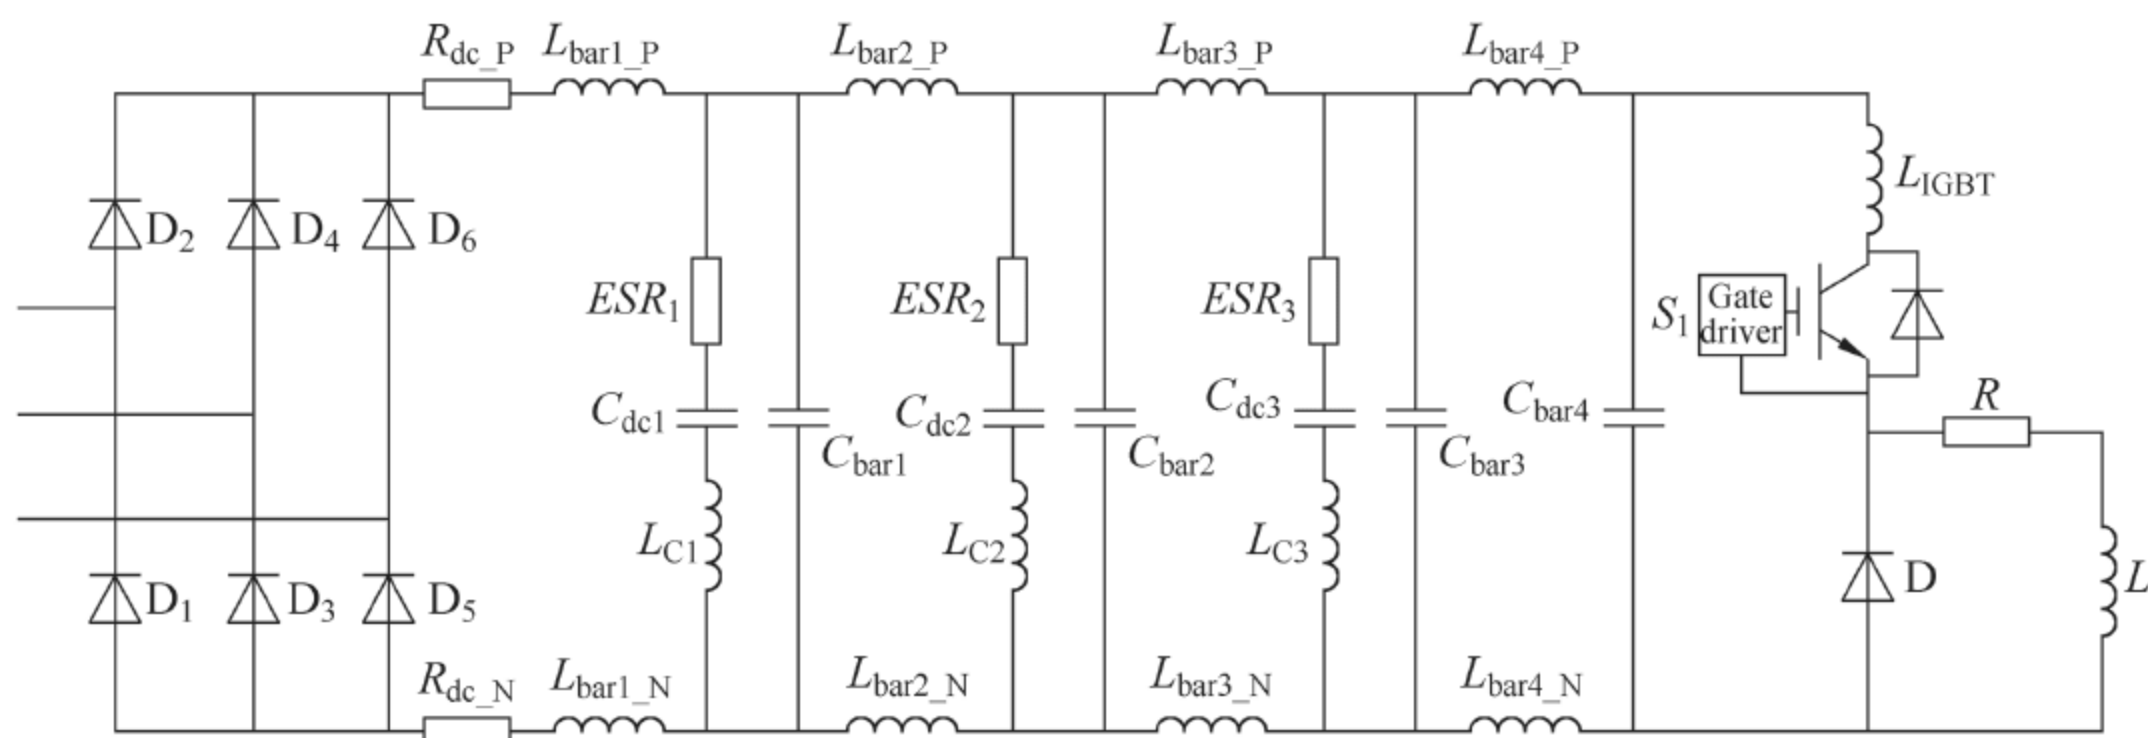 R_dc_P L_bar1_P L_bar2_P L_bar3_P L_bar4_P
L_IGBT
D₂ D₄ D₆
ESR₁ ESR₂ ESR₃ S₁ Gate
driver
C_dc1 C_dc2 C_dc3 C_bar4 R
C_bar1 C_bar2 C_bar3
L_C1 L_C2 L_C3
D₁ D₃ D₅ D L
R_dc_N L_bar1_N L_bar2_N L_bar3_N L_bar4_N